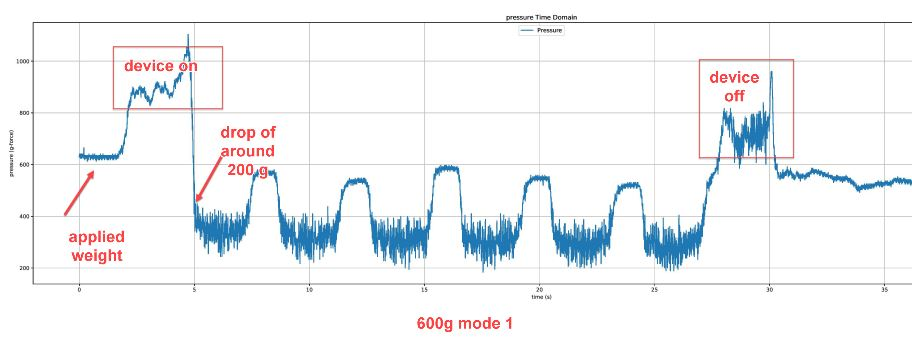 pressure Time Domain
Pressure
device on
device
off
drop of
around
200 g
applied
weight
pressure (g-force)
1000
800
600
400
200
0
5
10
15
20
25
30
35
time (s)
600g mode 1